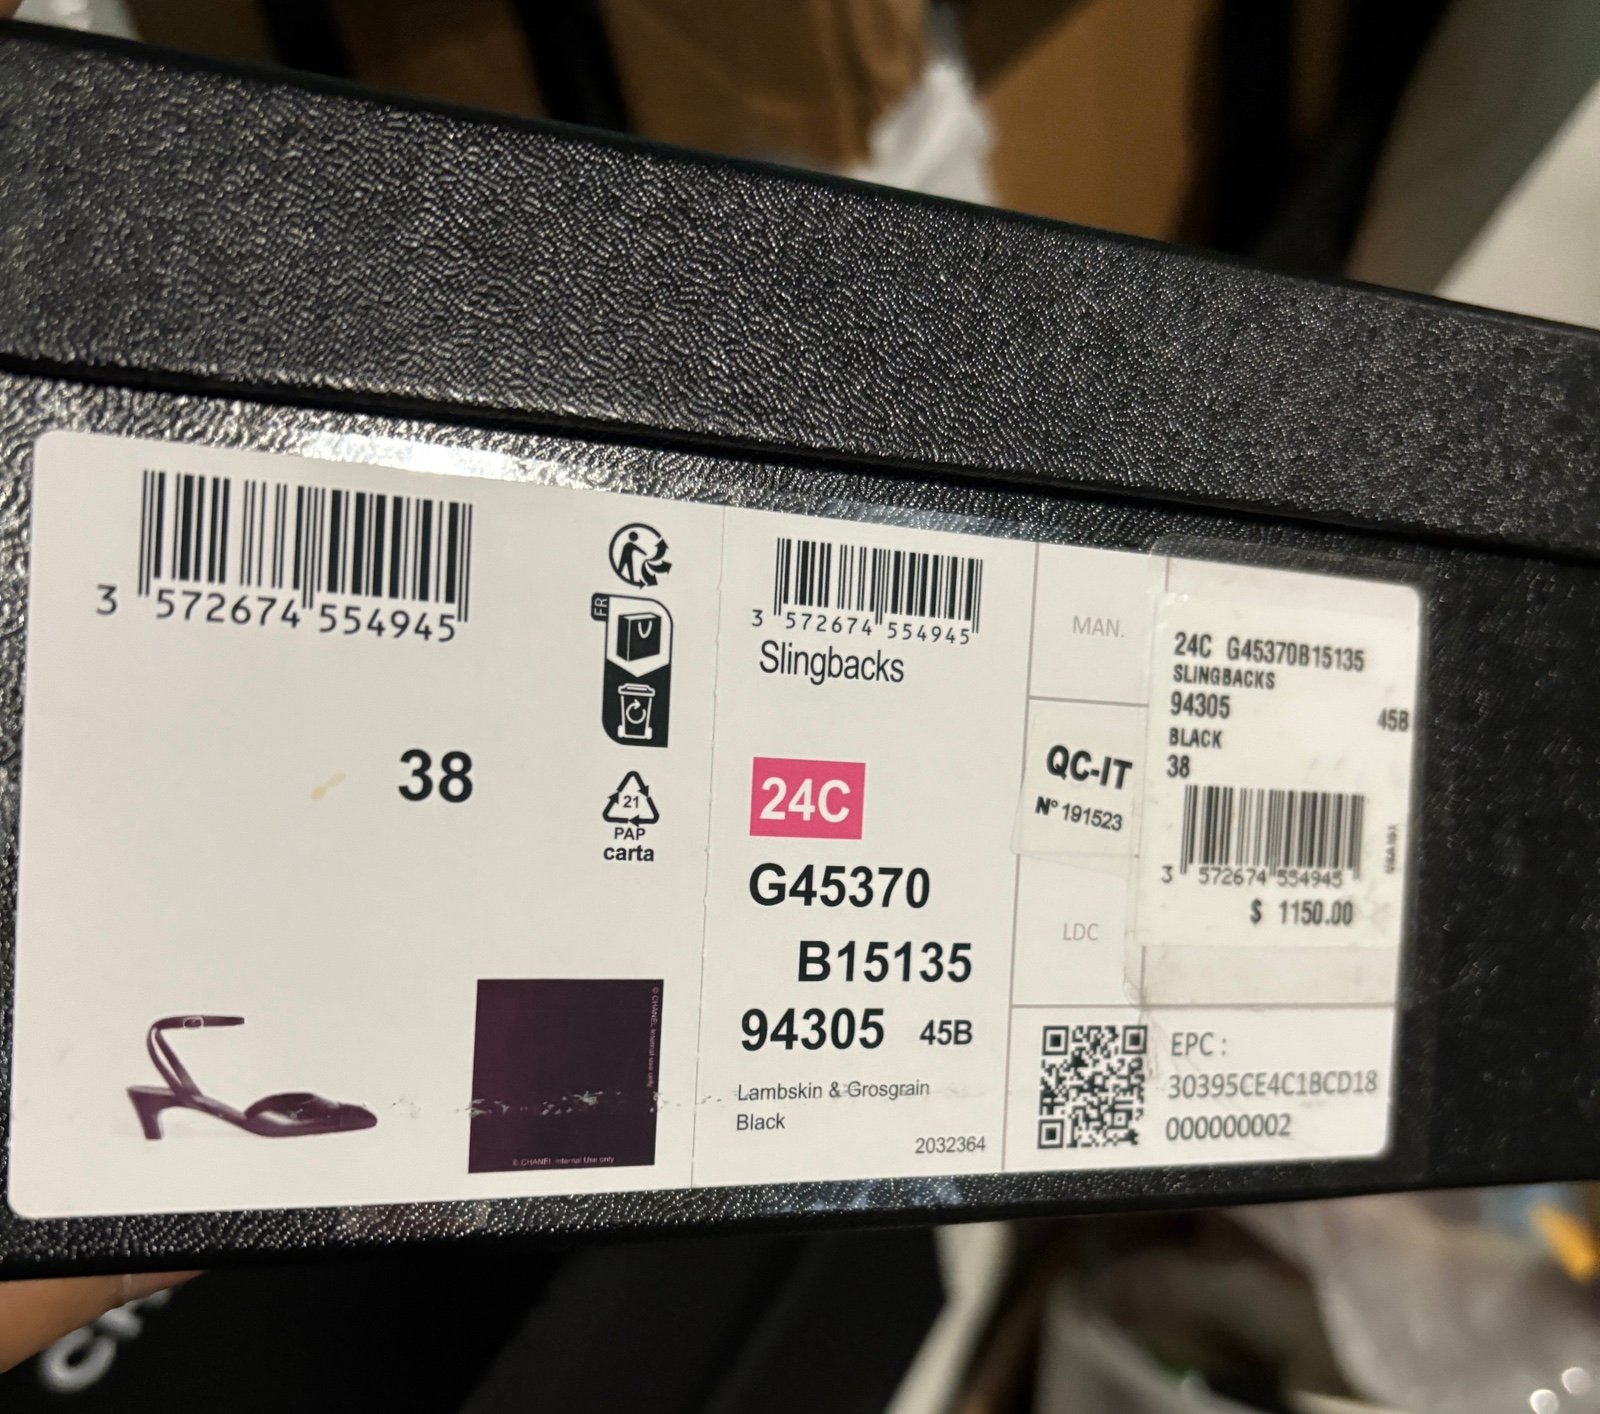 3 572674 554945
38
FR
21
PAP
carta
© CHANEL Internal use only
© CHANEL Internal Use only
3 572674 554945
Slingbacks
24C
G45370
B15135
94305 45B
Lambskin & Grosgrain
Black
2032364
MAN.
QC-IT
N° 191523
LDC
24C G45370B15135
SLINGBACKS
94305 45B
BLACK
38
3 572674 554945
$ 1150.00
EPC :
30395CE4C1BCD18
000000002